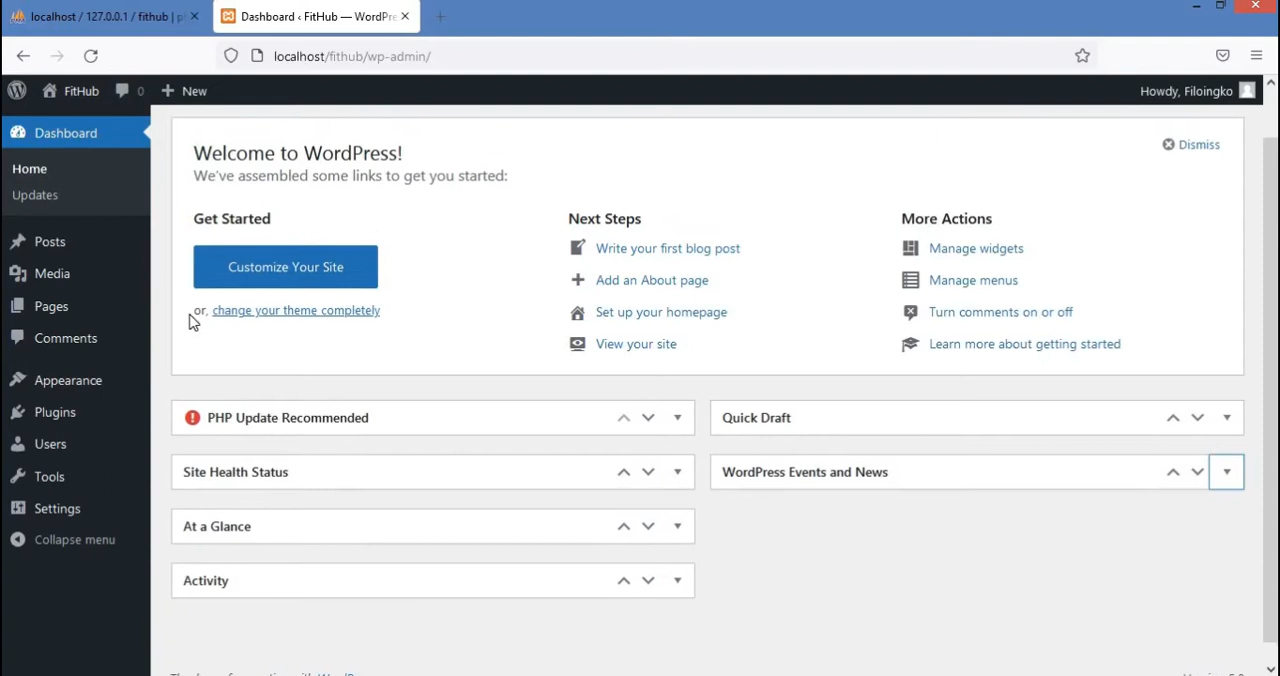 localhost / 127.0.0.1 / fithub |
Dashboard ‹ FitHub — WordPre
localhost/fithub/wp-admin/
FitHub
0
New
Howdy, Filoingko
Dashboard
Home
Updates
Posts
Media
Pages
Comments
Appearance
Plugins
Users
Tools
Settings
Collapse menu
Welcome to WordPress!
We've assembled some links to get you started:
Dismiss
Get Started
Customize Your Site
or, change your theme completely
Next Steps
Write your first blog post
Add an About page
Set up your homepage
View your site
More Actions
Manage widgets
Manage menus
Turn comments on or off
Learn more about getting started
PHP Update Recommended
Site Health Status
At a Glance
Activity
Quick Draft
WordPress Events and News